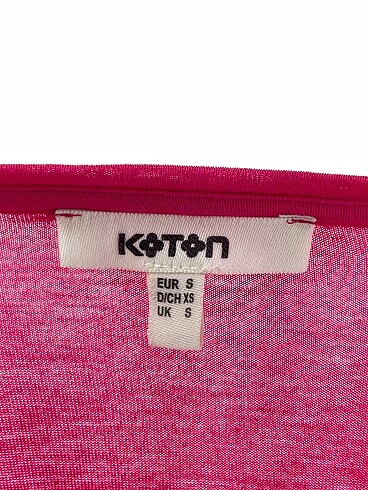 KOTON
EUR S
D/CH XS
UK S